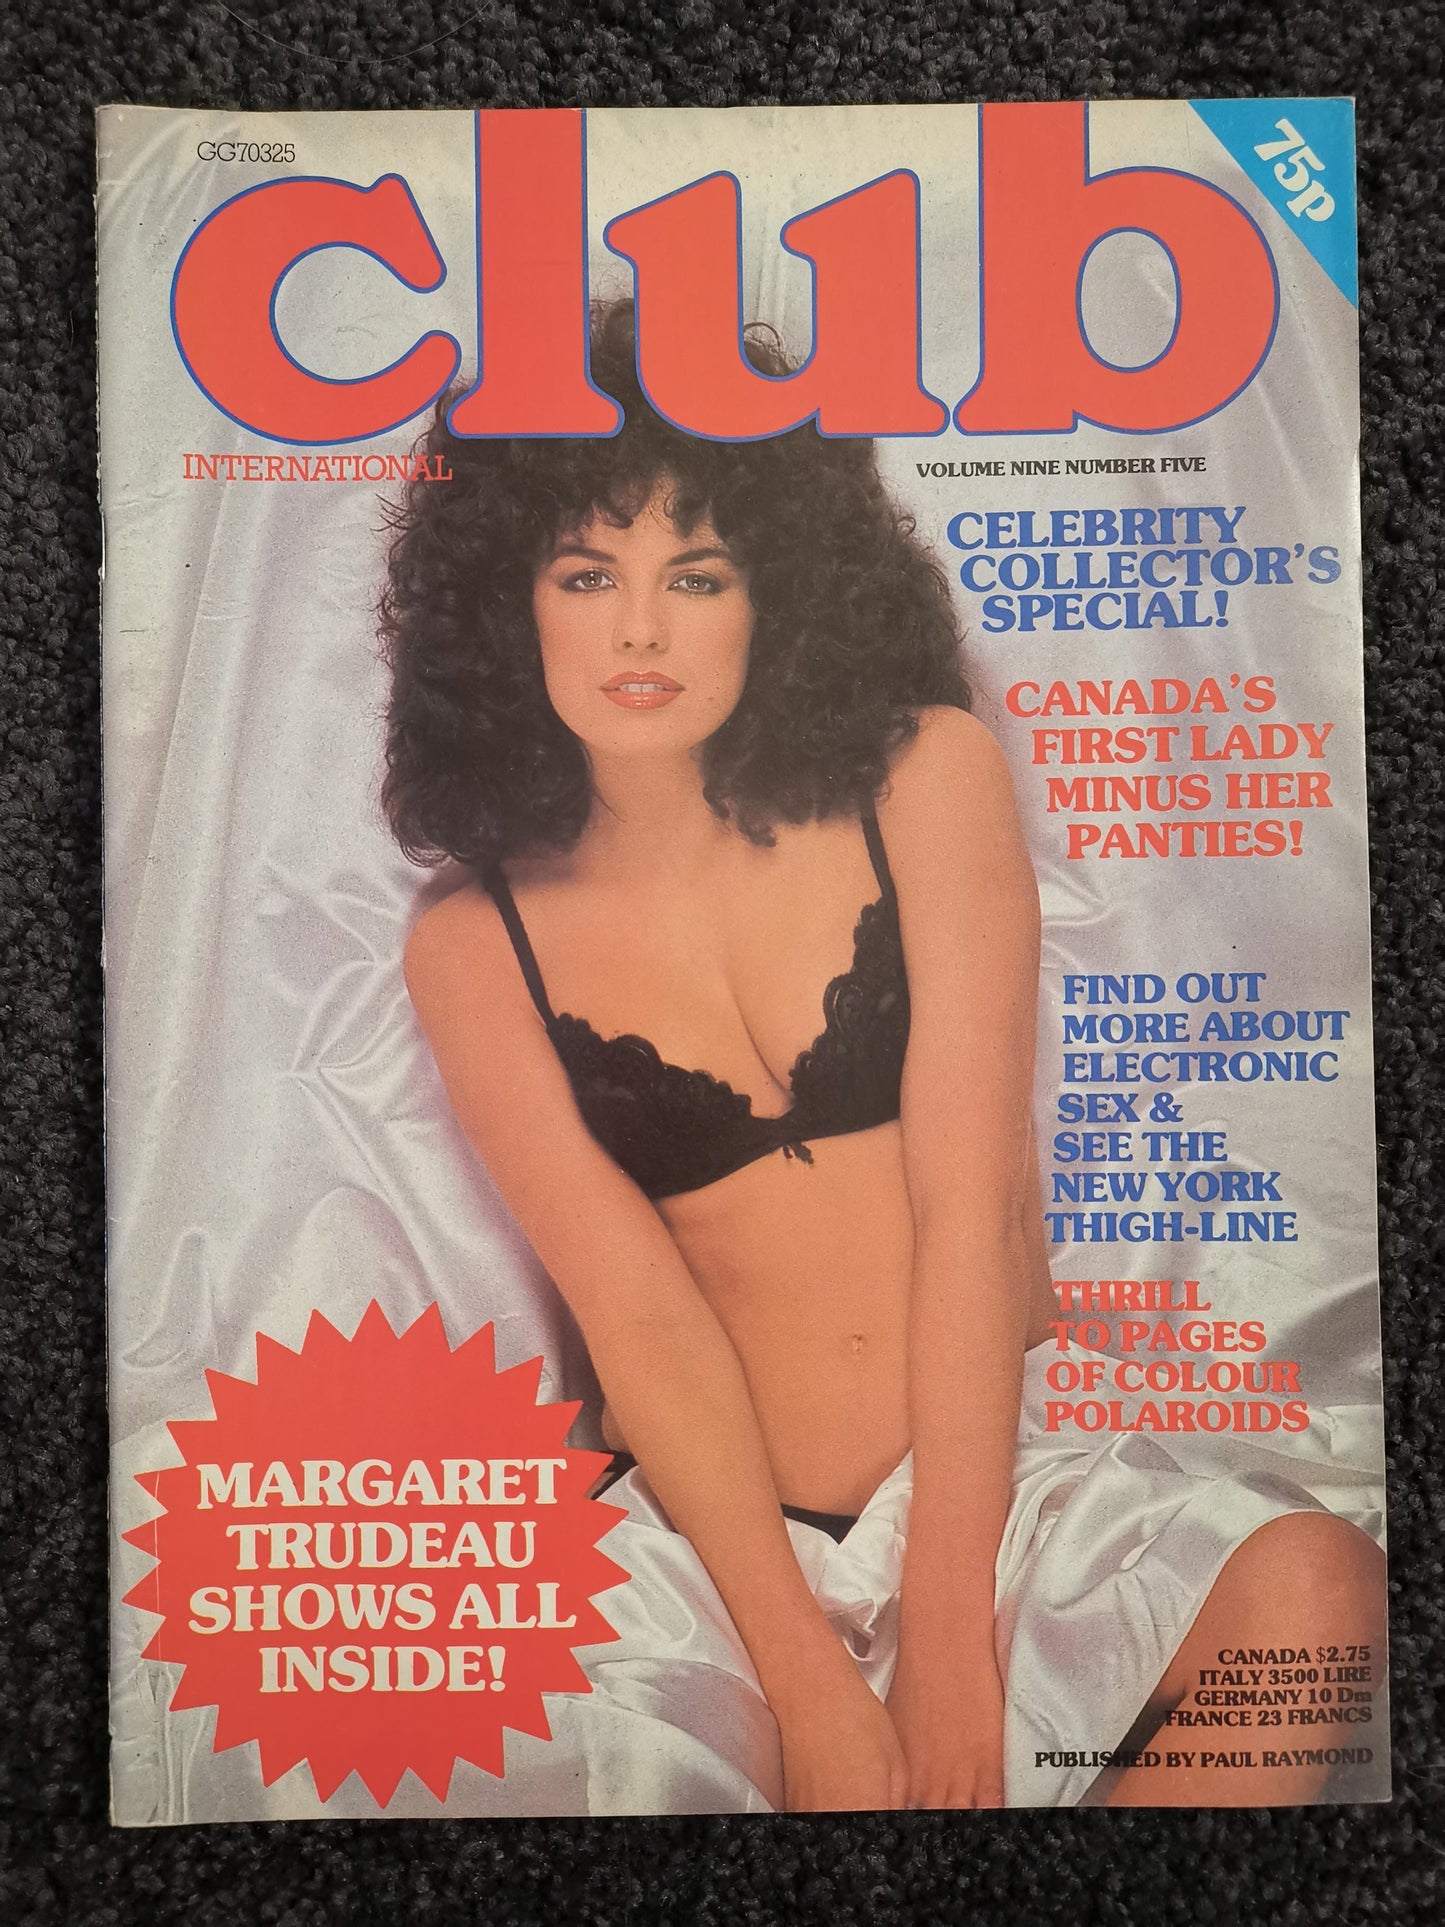 GG70325
club
75p
INTERNATIONAL
VOLUME NINE NUMBER FIVE
CELEBRITY
COLLECTOR'S
SPECIAL!
CANADA'S
FIRST LADY
MINUS HER
PANTIES!
FIND OUT
MORE ABOUT
ELECTRONIC
SEX &
SEE THE
NEW YORK
THIGH-LINE
THRILL
TO PAGES
OF COLOUR
POLAROIDS
MARGARET
TRUDEAU
SHOWS ALL
INSIDE!
CANADA $2.75
ITALY 3500 LIRE
GERMANY 10 Dm
FRANCE 23 FRANCS
PUBLISHED BY PAUL RAYMOND